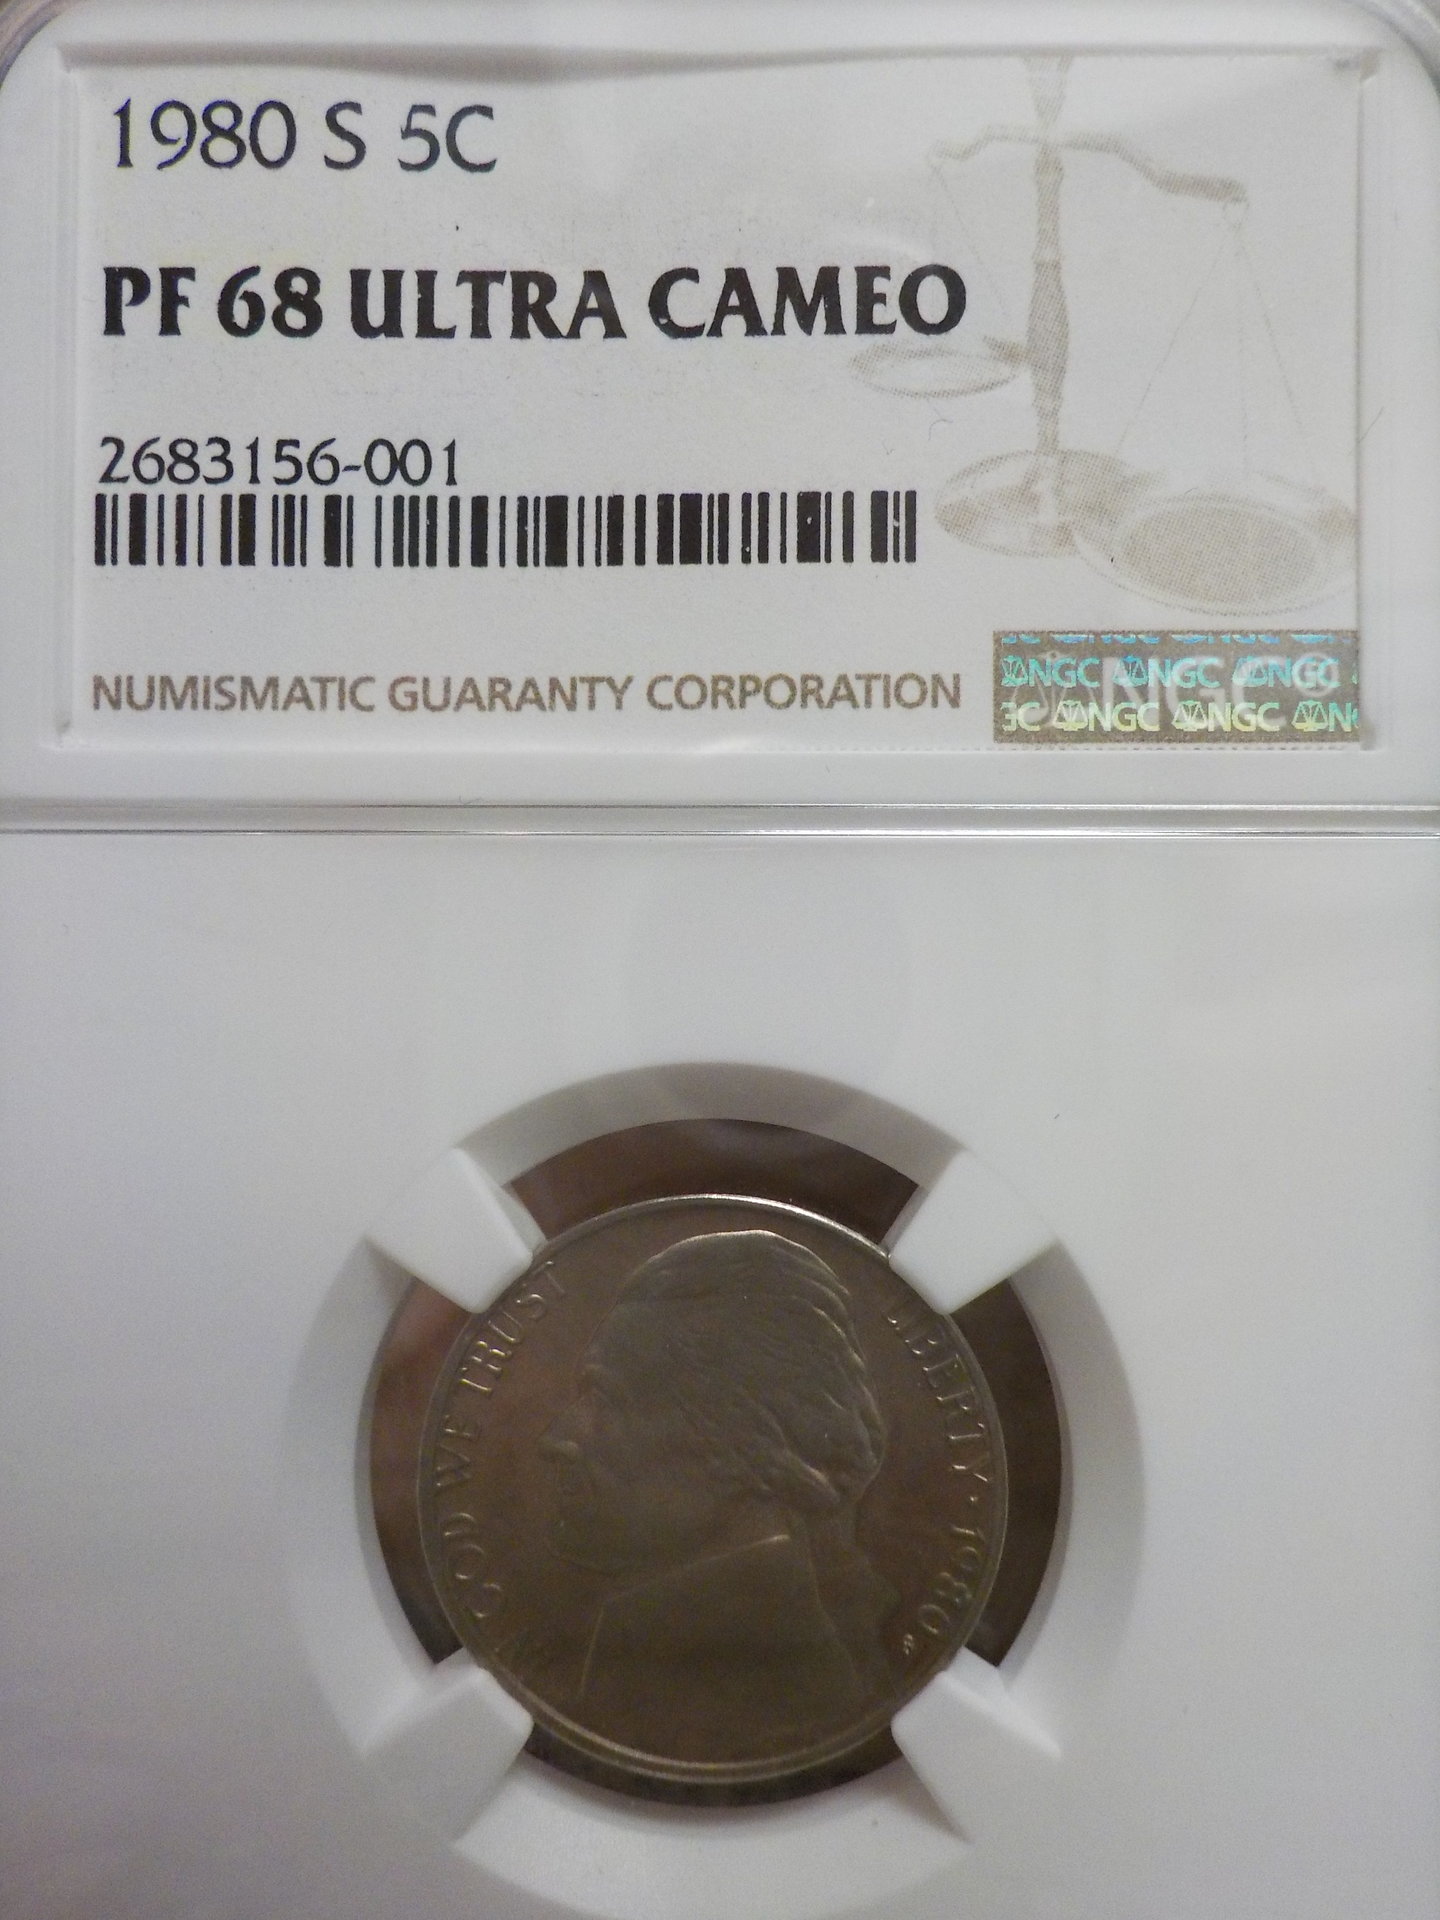 1980 S 5C
PF 68 ULTRA CAMEO
2683156-001
NUMISMATIC GUARANTY CORPORATION
NGC NGC NGC
NGC®
GC NGC NGC N
IN GOD WE TRUST
LIBERTY · 1980
S